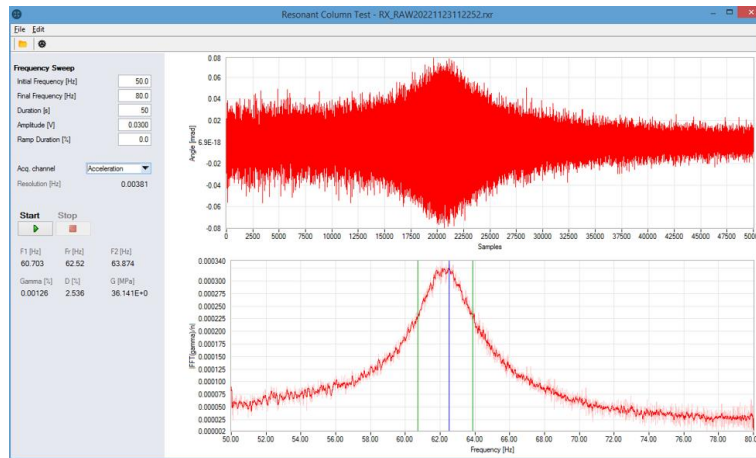 Resonant Column Test - RX_RAW20221123112252.rxr
File Edit
Frequency Sweep
Initial Frequency [Hz] 50.0
Final Frequency [Hz] 80.0
Duration [s] 50
Amplitude [V] 0.0300
Ramp Duration [%] 0.0
Acq. channel Acceleration
Resolution [Hz] 0.00381
Start Stop
F1 [Hz] Fr [Hz] F2 [Hz]
60.703 62.52 63.874
Gamma [%] D [%] G [MPa]
0.00126 2.536 36.141E+0
0.08
0.06
0.04
0.02
6.9E-18
-0.02
-0.04
-0.06
-0.08
Angle [mrad]
0 2500 5000 7500 10000 12500 15000 17500 20000 22500 25000 27500 30000 32500 35000 37500 40000 42500 45000 47500 5000
Samples
0.000340
0.000300
0.000275
0.000250
0.000225
0.000200
0.000175
0.000150
0.000125
0.000100
0.000075
0.000050
0.000025
0.000002
50.00 52.00 54.00 56.00 58.00 60.00 62.00 64.00 66.00 68.00 70.00 72.00 74.00 76.00 78.00 80.0
Frequency [Hz]